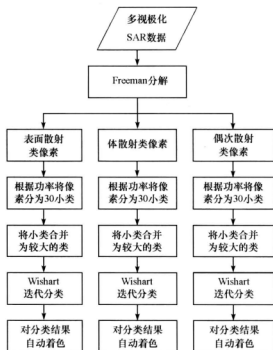 多视极化
SAR数据
Freeman分解
表面散射
类像素
体散射类像素
偶次散射
类像素
根据功率将像
素分为30小类
根据功率将像
素分为30小类
根据功率将像
素分为30小类
将小类合并
为较大的类
将小类合并
为较大的类
将小类合并
为较大的类
Wishart
迭代分类
Wishart
迭代分类
Wishart
迭代分类
对分类结果
自动着色
对分类结果
自动着色
对分类结果
自动着色